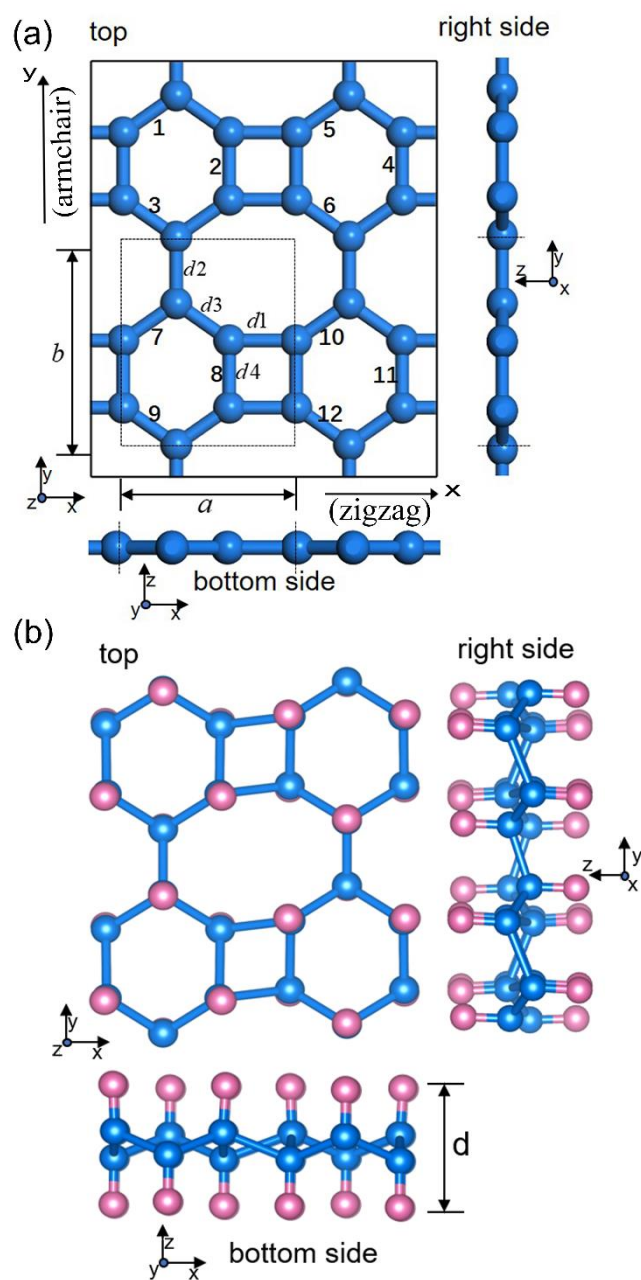 (a)
top
right side
y
(armchair)
1
5
2
4
3
6
d2
d3
d1
7
10
8
d4
11
9
12
b
z
y
x
y
z
x
a
x
(zigzag)
bottom side
z
y
x
(b)
top
right side
y
z
x
y
z
x
d
z
y
x
bottom side